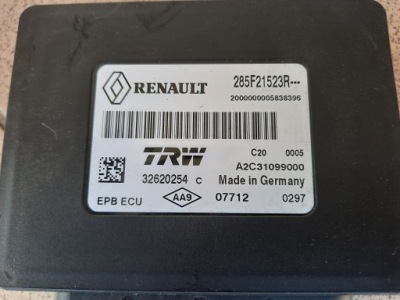 RENAULT 285F21523R---
2000000005838396
TRW C20 0005
A2C31099000
32620254 C Made in Germany
EPB ECU AA9 07712 0297